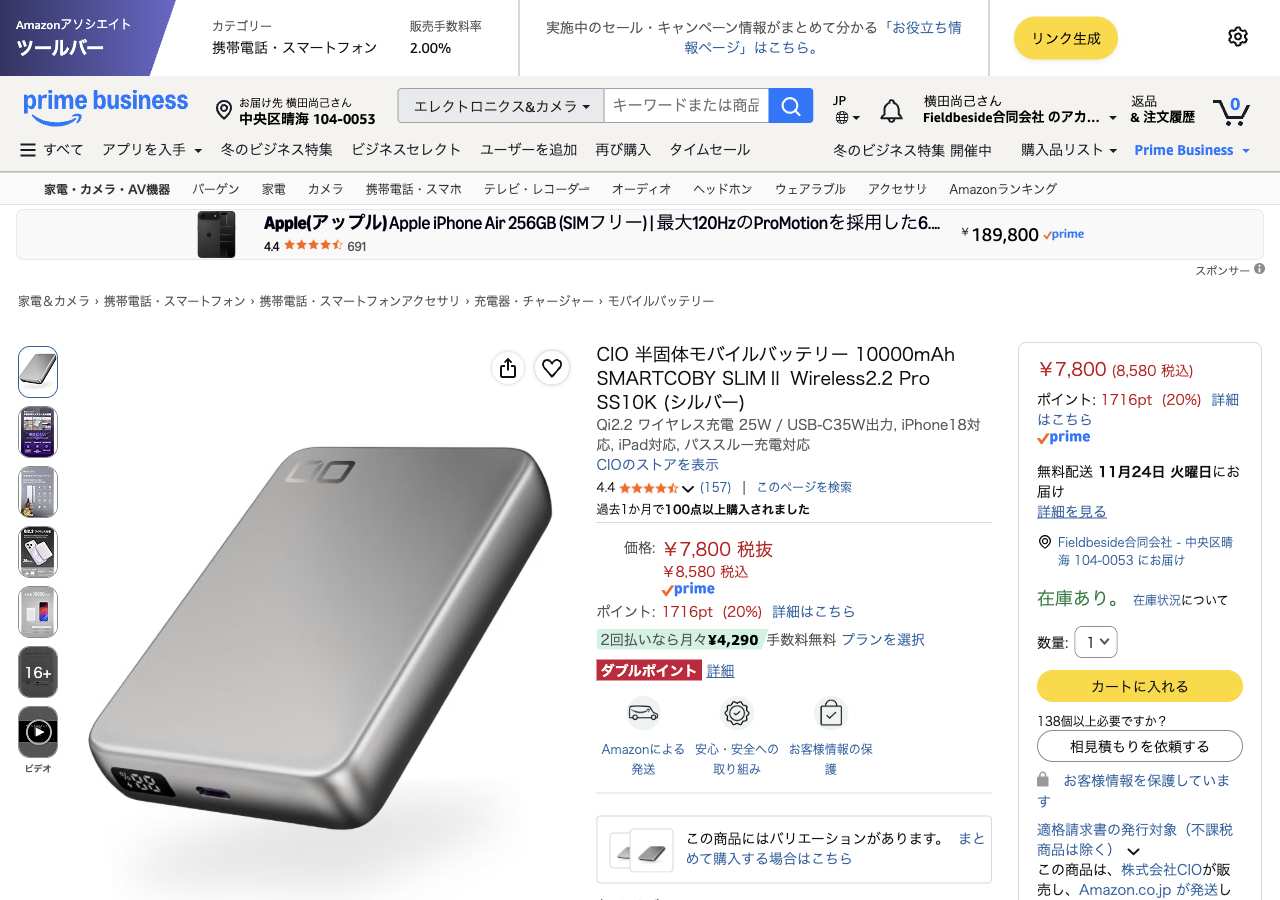 Amazonアソシエイト
ツールバー
カテゴリー
携帯電話・スマートフォン
販売手数料率
2.00%
実施中のセール・キャンペーン情報がまとめて分かる「お役立ち情
報ページ」はこちら。
リンク生成
prime business
お届け先 横田尚己さん
中央区晴海 104-0053
エレクトロニクス&カメラ
キーワードまたは商品
JP
横田尚己さん
Fieldbeside合同会社 のアカ...
返品
& 注文履歴
0
すべて
アプリを入手
冬のビジネス特集
ビジネスセレクト
ユーザーを追加
再び購入
タイムセール
冬のビジネス特集 開催中
購入品リスト
Prime Business
家電・カメラ・AV機器
バーゲン
家電
カメラ
携帯電話・スマホ
テレビ・レコーダー
オーディオ
ヘッドホン
ウェアラブル
アクセサリ
Amazonランキング
Apple(アップル) Apple iPhone Air 256GB (SIMフリー) | 最大120HzのProMotionを採用した6....
4.4
691
￥189,800
prime
スポンサー
家電＆カメラ › 携帯電話・スマートフォン › 携帯電話・スマートフォンアクセサリ › 充電器・チャージャー › モバイルバッテリー
16+
ビデオ
CIO
CIO 半固体モバイルバッテリー 10000mAh
SMARTCOBY SLIMⅡ Wireless2.2 Pro
SS10K (シルバー)
Qi2.2 ワイヤレス充電 25W / USB-C35W出力, iPhone18対
応, iPad対応, パススルー充電対応
CIOのストアを表示
4.4
(157)
|
このページを検索
過去1か月で100点以上購入されました
価格:
￥7,800 税抜
￥8,580 税込
prime
ポイント: 1716pt (20%) 詳細はこちら
2回払いなら月々¥4,290 手数料無料 プランを選択
ダブルポイント 詳細
Amazonによる
発送
安心・安全への
取り組み
お客様情報の保
護
この商品にはバリエーションがあります。 まと
めて購入する場合はこちら
￥7,800 (8,580 税込)
ポイント: 1716pt (20%) 詳細
はこちら
prime
無料配送 11月24日 火曜日にお
届け
詳細を見る
Fieldbeside合同会社 - 中央区晴
海 104-0053 にお届け
在庫あり。 在庫状況について
数量: 1
カートに入れる
138個以上必要ですか？
相見積もりを依頼する
お客様情報を保護していま
す
適格請求書の発行対象（不課税
商品は除く）
この商品は、株式会社CIOが販
売し、Amazon.co.jp が発送し